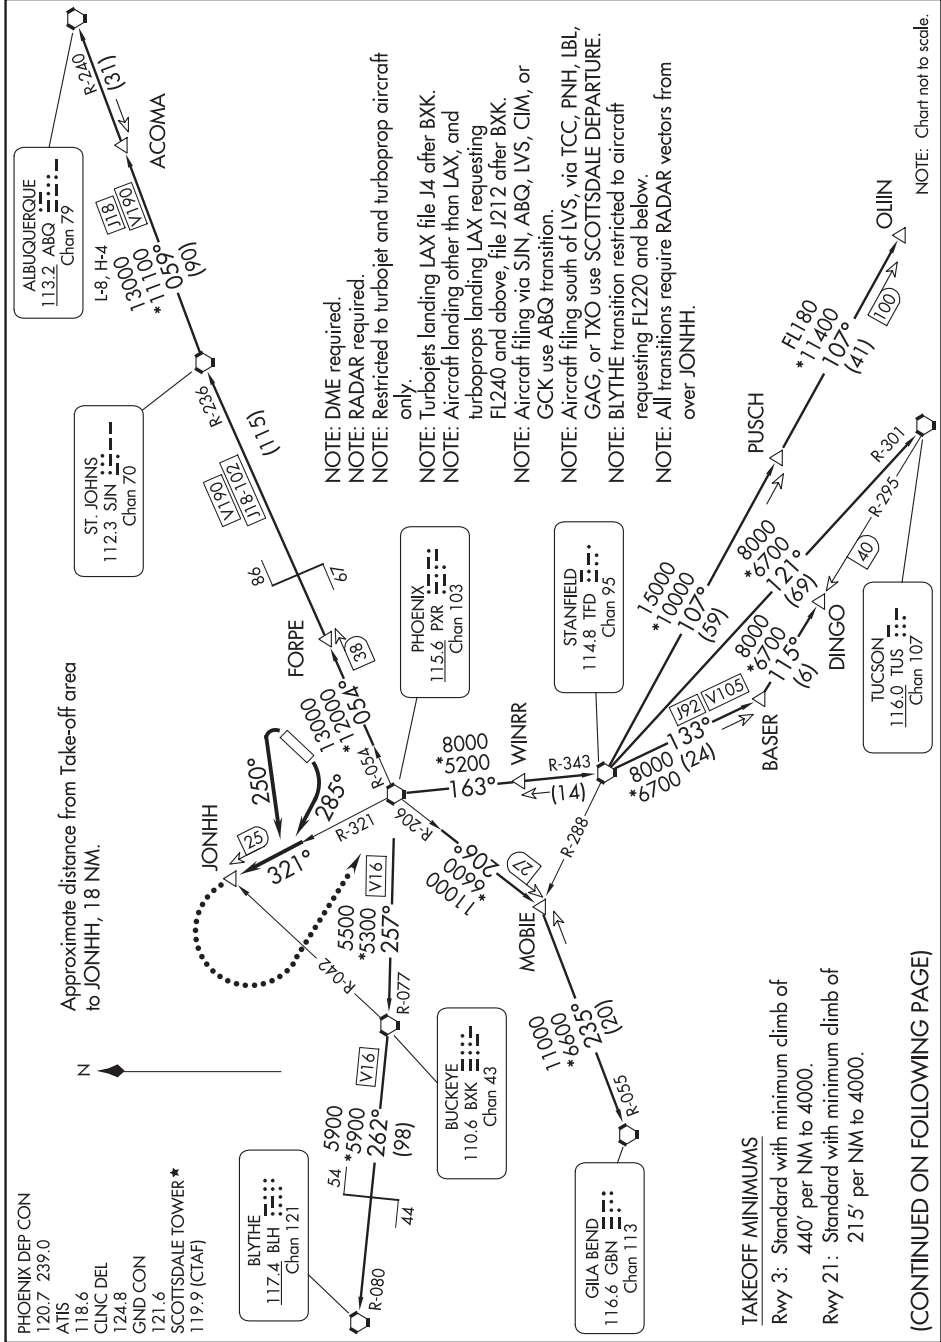 PHOENIX DEP CON
120.7 239.0
ATIS
118.6
CLNC DEL
124.8
GND CON
121.6
SCOTTSDALE TOWER★
119.9 (CTAF)
Approximate distance from Take-off area
to JONHH, 18 NM.
N
ALBUQUERQUE
113.2 ABQ
Chan 79
R-240
(31)
ACOMA
L-8, H-4
J18
V190
13000
*11100
059°
(90)
ST. JOHNS
112.3 SJN
Chan 70
R-236
(115)
V190
J18-102
86
67
FORPE
38
13000
*12000
054°
R-054
250°
285°
JONHH
25
321°
R-321
PHOENIX
115.6 PXR
Chan 103
R-206
V16
5500
*5300
257°
R-077
R-042
BUCKEYE
110.6 BXK
Chan 43
V16
5900
*5900
262°
(98)
54
44
BLYTHE
117.4 BLH
Chan 121
R-080
8000
*5200
163°
WINRR
(14)
R-343
STANFIELD
114.8 TFD
Chan 95
206°
*6600
11000
22
R-288
MOBIE
11000
*6600
235°
(20)
R-055
GILA BEND
116.6 GBN
Chan 113
15000
*10000
107°
(59)
PUSCH
FL180
*11400
107°
(41)
100
OLIIN
8000
*6700
121°
(69)
R-301
R-295
40
TUCSON
116.0 TUS
Chan 107
J92 V105
133°
8000 (24)
*6700
BASER
8000
*6700
115°
(6)
DINGO
NOTE: DME required.
NOTE: RADAR required.
NOTE: Restricted to turbojet and turboprop aircraft
only.
NOTE: Turbojets landing LAX file J4 after BXK.
NOTE: Aircraft landing other than LAX, and
turboprops landing LAX requesting
FL240 and above, file J212 after BXK.
NOTE: Aircraft filing via SJN, ABQ, LVS, CIM, or
GCK use ABQ transition.
NOTE: Aircraft filing south of LVS, via TCC, PNH, LBL,
GAG, or TXO use SCOTTSDALE DEPARTURE.
NOTE: BLYTHE transition restricted to aircraft
requesting FL220 and below.
NOTE: All transitions require RADAR vectors from
over JONHH.
TAKEOFF MINIMUMS
Rwy 3: Standard with minimum climb of
440' per NM to 4000.
Rwy 21: Standard with minimum climb of
215' per NM to 4000.
(CONTINUED ON FOLLOWING PAGE)
NOTE: Chart not to scale.